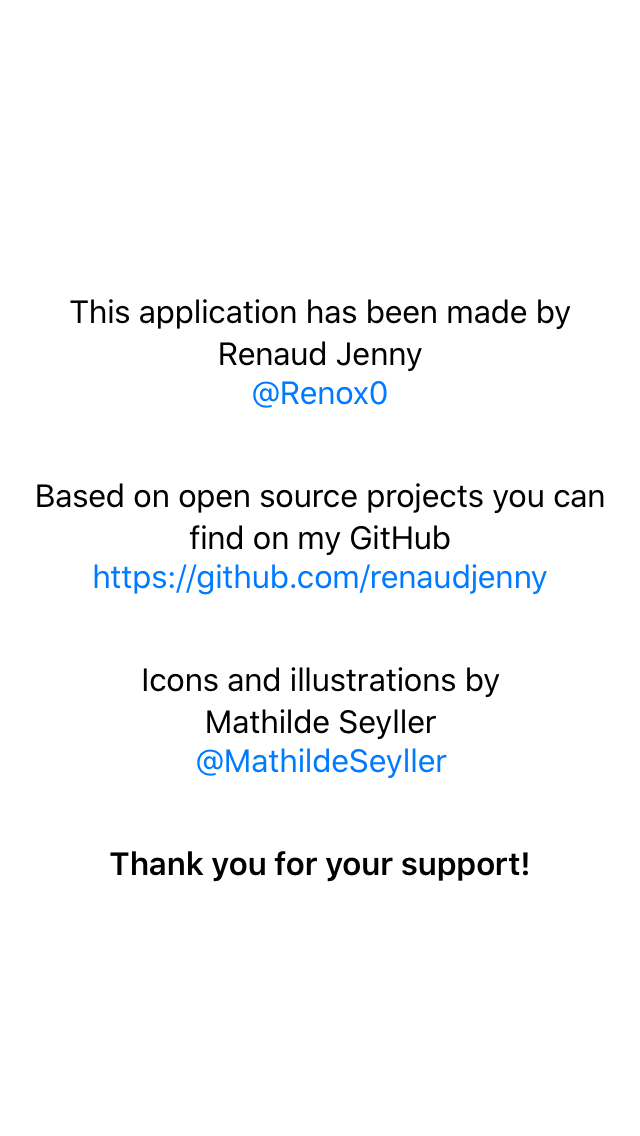 This application has been made by
Renaud Jenny
@Renox0
Based on open source projects you can
find on my GitHub
https://github.com/renaudjenny
Icons and illustrations by
Mathilde Seyller
@MathildeSeyller
Thank you for your support!